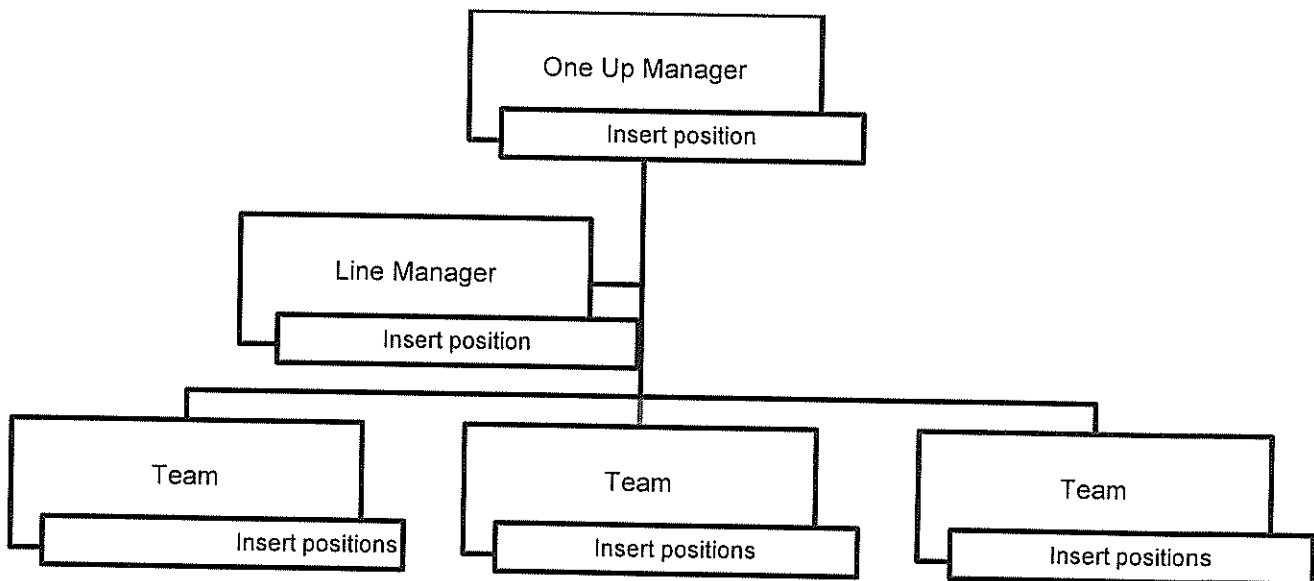 One Up Manager
Insert position
Line Manager
Insert position
Team
Insert positions
Team
Insert positions
Team
Insert positions